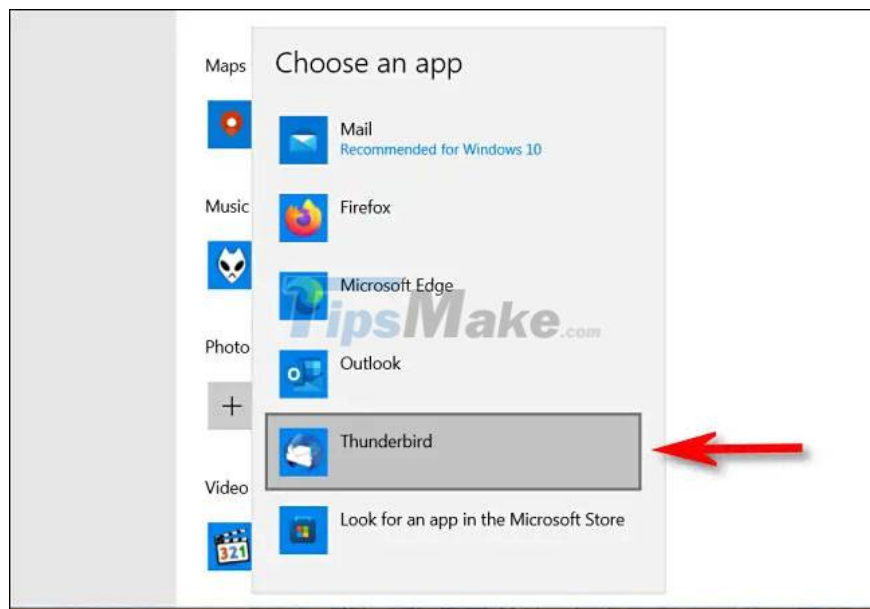 Choose an app
Maps
Mail
Recommended for Windows 10
Music
Firefox
Microsoft Edge
TipsMake.com
Photo
Outlook
Thunderbird
Video
321
Look for an app in the Microsoft Store